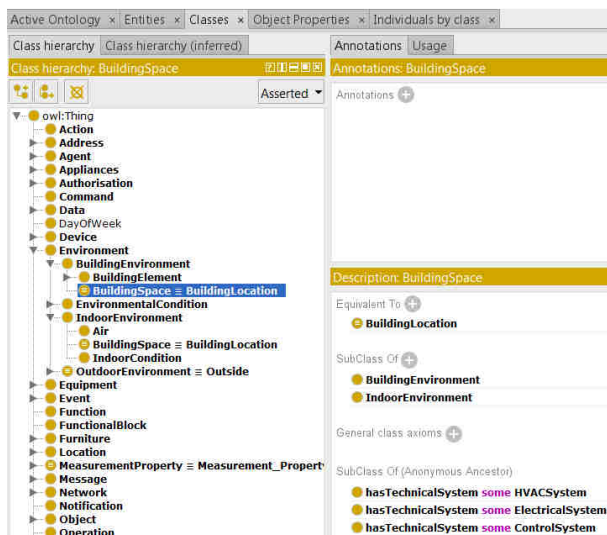 Active Ontology × Entities × Classes × Object Properties × Individuals by class ×
Class hierarchy Class hierarchy (inferred)
Class hierarchy: BuildingSpace
Asserted
owl:Thing
Action
Address
Agent
Appliances
Authorisation
Command
Data
DayOfWeek
Device
Environment
BuildingEnvironment
BuildingElement
BuildingSpace ≡ BuildingLocation
EnvironmentalCondition
IndoorEnvironment
Air
BuildingSpace ≡ BuildingLocation
IndoorCondition
OutdoorEnvironment ≡ Outside
Equipment
Event
Function
FunctionalBlock
Furniture
Location
MeasurementProperty ≡ Measurement_Property
Message
Network
Notification
Object
Operation
Annotations Usage
Annotations: BuildingSpace
Annotations
Description: BuildingSpace
Equivalent To
BuildingLocation
SubClass Of
BuildingEnvironment
IndoorEnvironment
General class axioms
SubClass Of (Anonymous Ancestor)
hasTechnicalSystem some HVACSystem
hasTechnicalSystem some ElectricalSystem
hasTechnicalSystem some ControlSystem